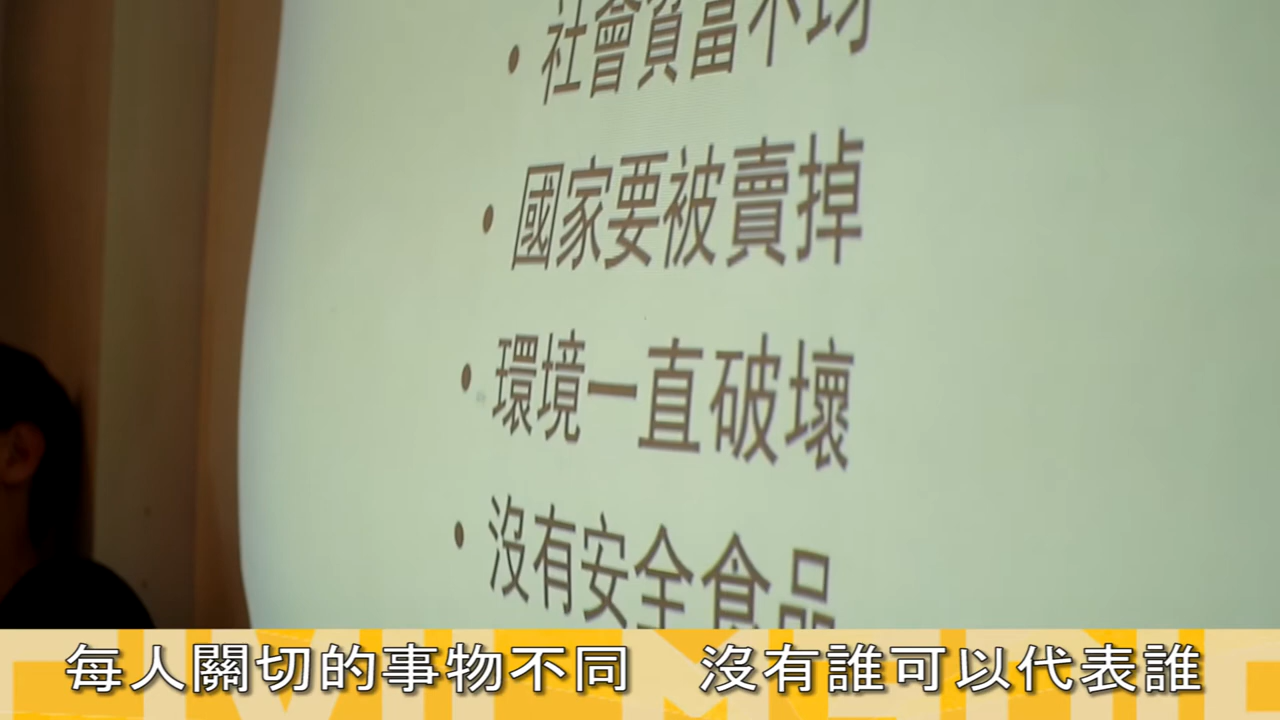 • 社會貧富不均
• 國家要被賣掉
• 環境一直破壞
• 沒有安全食品
每人關切的事物不同 沒有誰可以代表誰